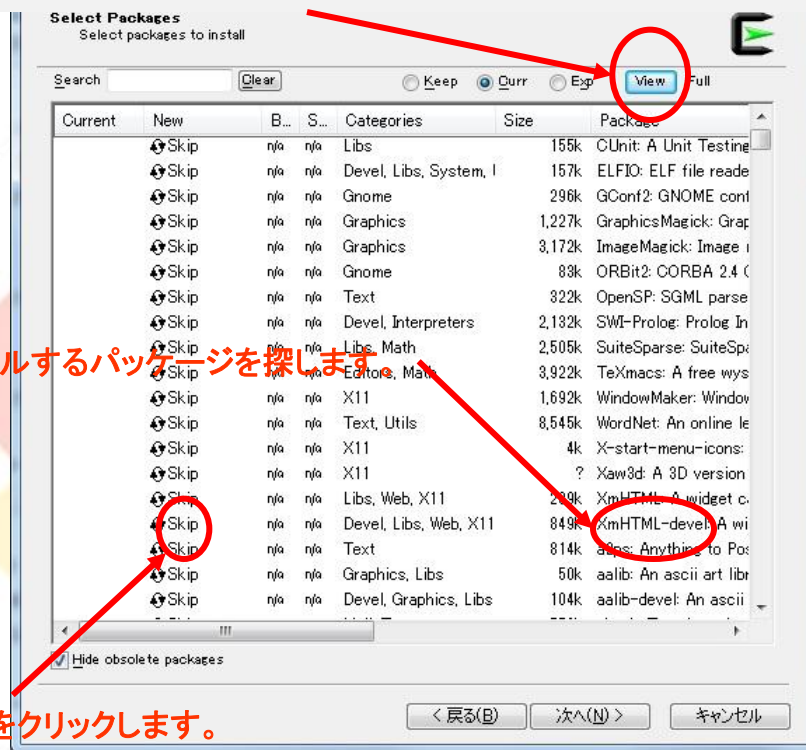 Select Packages
Select packages to install
Search Clear Keep Curr Exp View Full
Current New B... S... Categories Size Package
Skip n/a n/a Libs 155k CUnit: A Unit Testing
Skip n/a n/a Devel, Libs, System, 157k ELFIO: ELF file reade
Skip n/a n/a Gnome 296k GConf2: GNOME conf
Skip n/a n/a Graphics 1,227k GraphicsMagick: Grap
Skip n/a n/a Graphics 3,172k ImageMagick: Image
Skip n/a n/a Gnome 83k ORBit2: CORBA 2.4
Skip n/a n/a Text 322k OpenSP: SGML parse
Skip n/a n/a Devel, Interpreters 2,132k SWI-Prolog: Prolog In
Skip n/a n/a Libs, Math 2,505k SuiteSparse: SuiteSpa
ルするパッケージを探します。
Skip n/a n/a Editors, Math 3,922k TeXmacs: A free wys
Skip n/a n/a X11 1,692k WindowMaker: Window
Skip n/a n/a Text, Utils 8,545k WordNet: An online le
Skip n/a n/a X11 4k X-start-menu-icons:
Skip n/a n/a X11 ? Xaw3d: A 3D version
Skip n/a n/a Libs, Web, X11 239k XmHTML: A widget
Skip n/a n/a Devel, Libs, Web, X11 849k XmHTML-devel: A wi
Skip n/a n/a Text 814k a2ps: Anything to Pos
Skip n/a n/a Graphics, Libs 50k aalib: An ascii art libr
Skip n/a n/a Devel, Graphics, Libs 104k aalib-devel: An ascii
Hide obsolete packages
をクリックします。
< 戻る(B) 次へ(N) > キャンセル